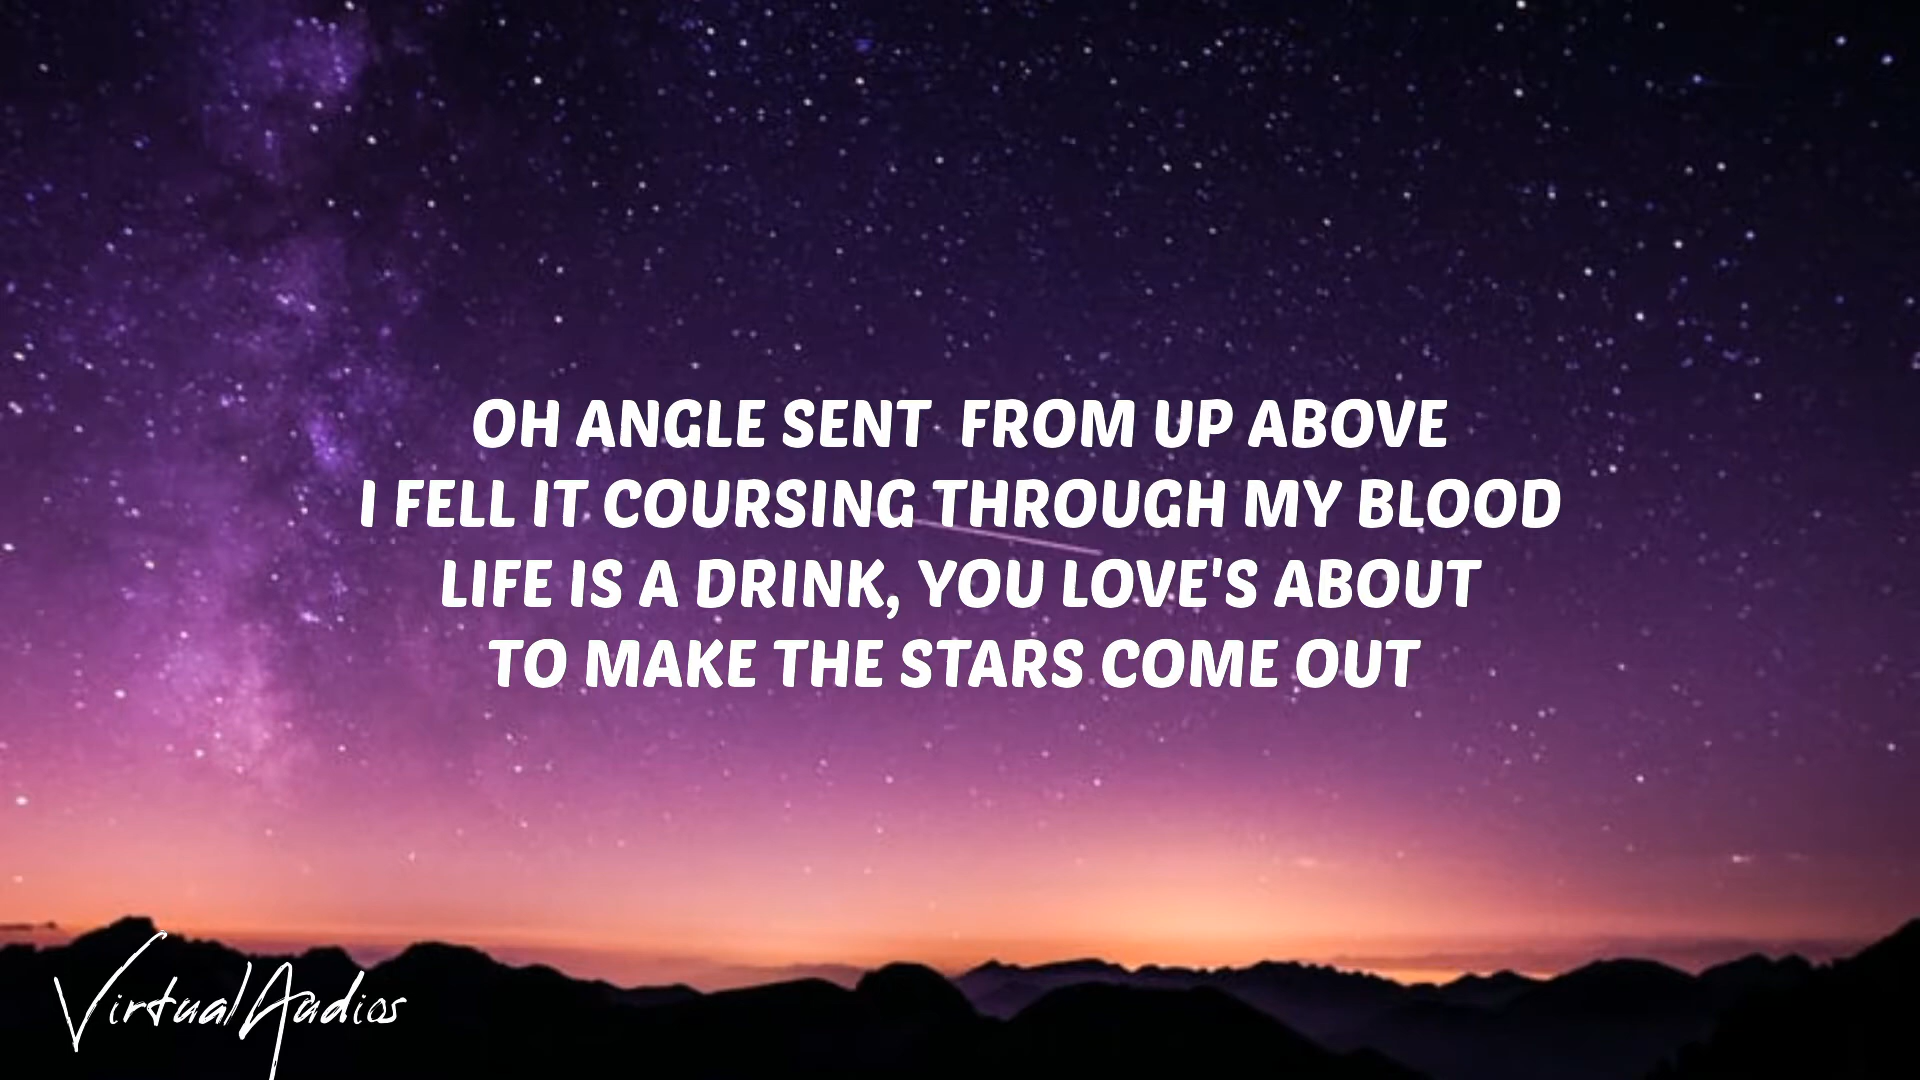 OH ANGLE SENT FROM UP ABOVE
I FELL IT COURSING THROUGH MY BLOOD
LIFE IS A DRINK, YOU LOVE'S ABOUT
TO MAKE THE STARS COME OUT
VirtualAudios